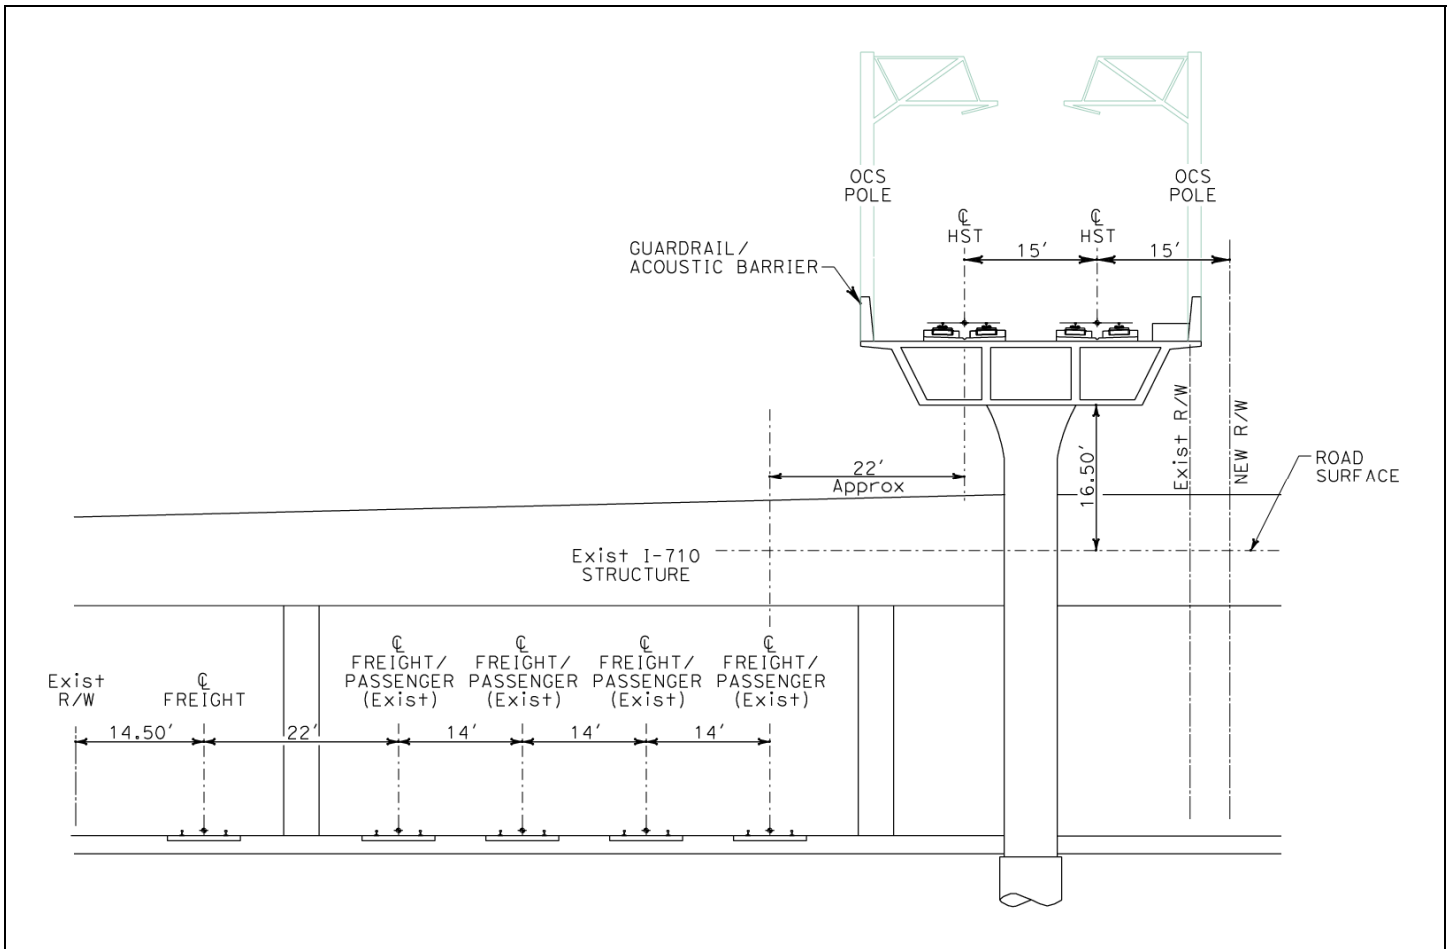 OCS
POLE
OCS
POLE
℄
HST
℄
HST
GUARDRAIL/
ACOUSTIC BARRIER
15'
15'
Exist R/W
NEW R/W
22'
Approx
16.50'
ROAD
SURFACE
Exist I-710
STRUCTURE
Exist
R/W
℄
FREIGHT
℄
FREIGHT/
PASSENGER
(Exist)
℄
FREIGHT/
PASSENGER
(Exist)
℄
FREIGHT/
PASSENGER
(Exist)
℄
FREIGHT/
PASSENGER
(Exist)
14.50'
22'
14'
14'
14'